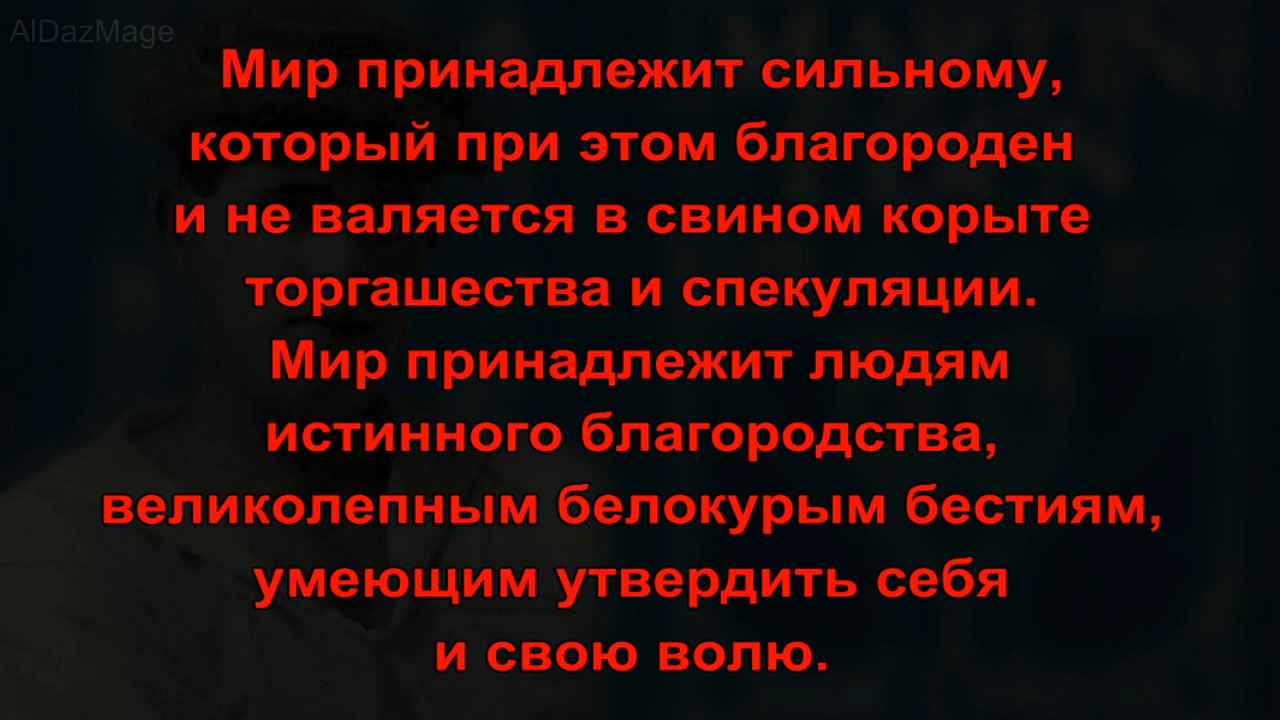 AlDazMage
Мир принадлежит сильному,
который при этом благороден
и не валяется в свином корыте
торгашества и спекуляции.
Мир принадлежит людям
истинного благородства,
великолепным белокурым бестиям,
умеющим утвердить себя
и свою волю.